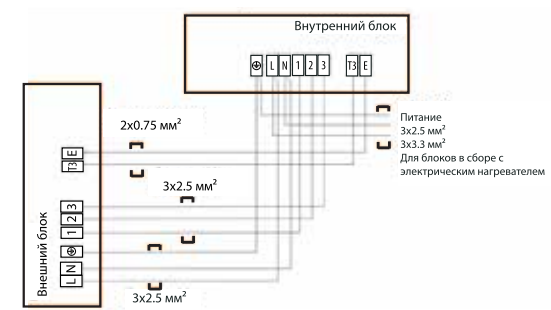 Внутренний блок
⏚ L N 1 2 3 T3 E
Питание
3x2.5 мм²
3x3.3 мм²
Для блоков в сборе с
электрическим нагревателем
2x0.75 мм²
3x2.5 мм²
3x2.5 мм²
Внешний блок
E
T3
3
2
1
⏚
N
L